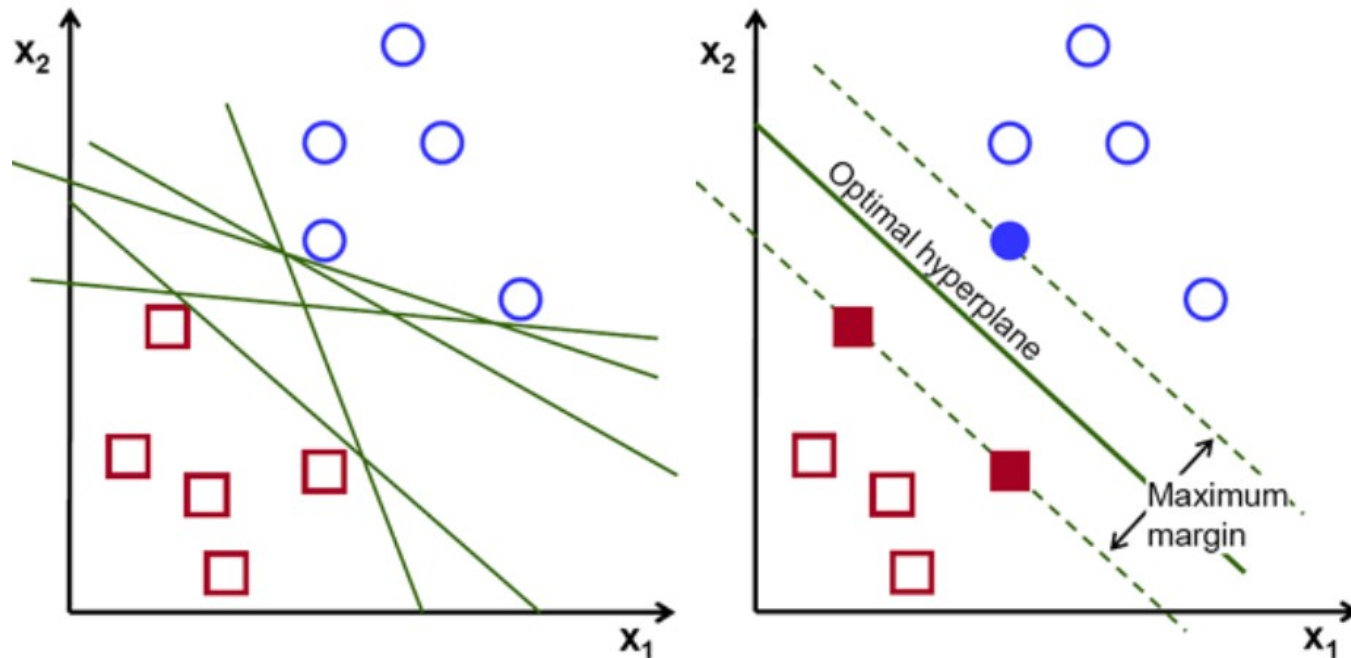 x₂
x₁
x₂
Optimal hyperplane
Maximum
margin
x₁